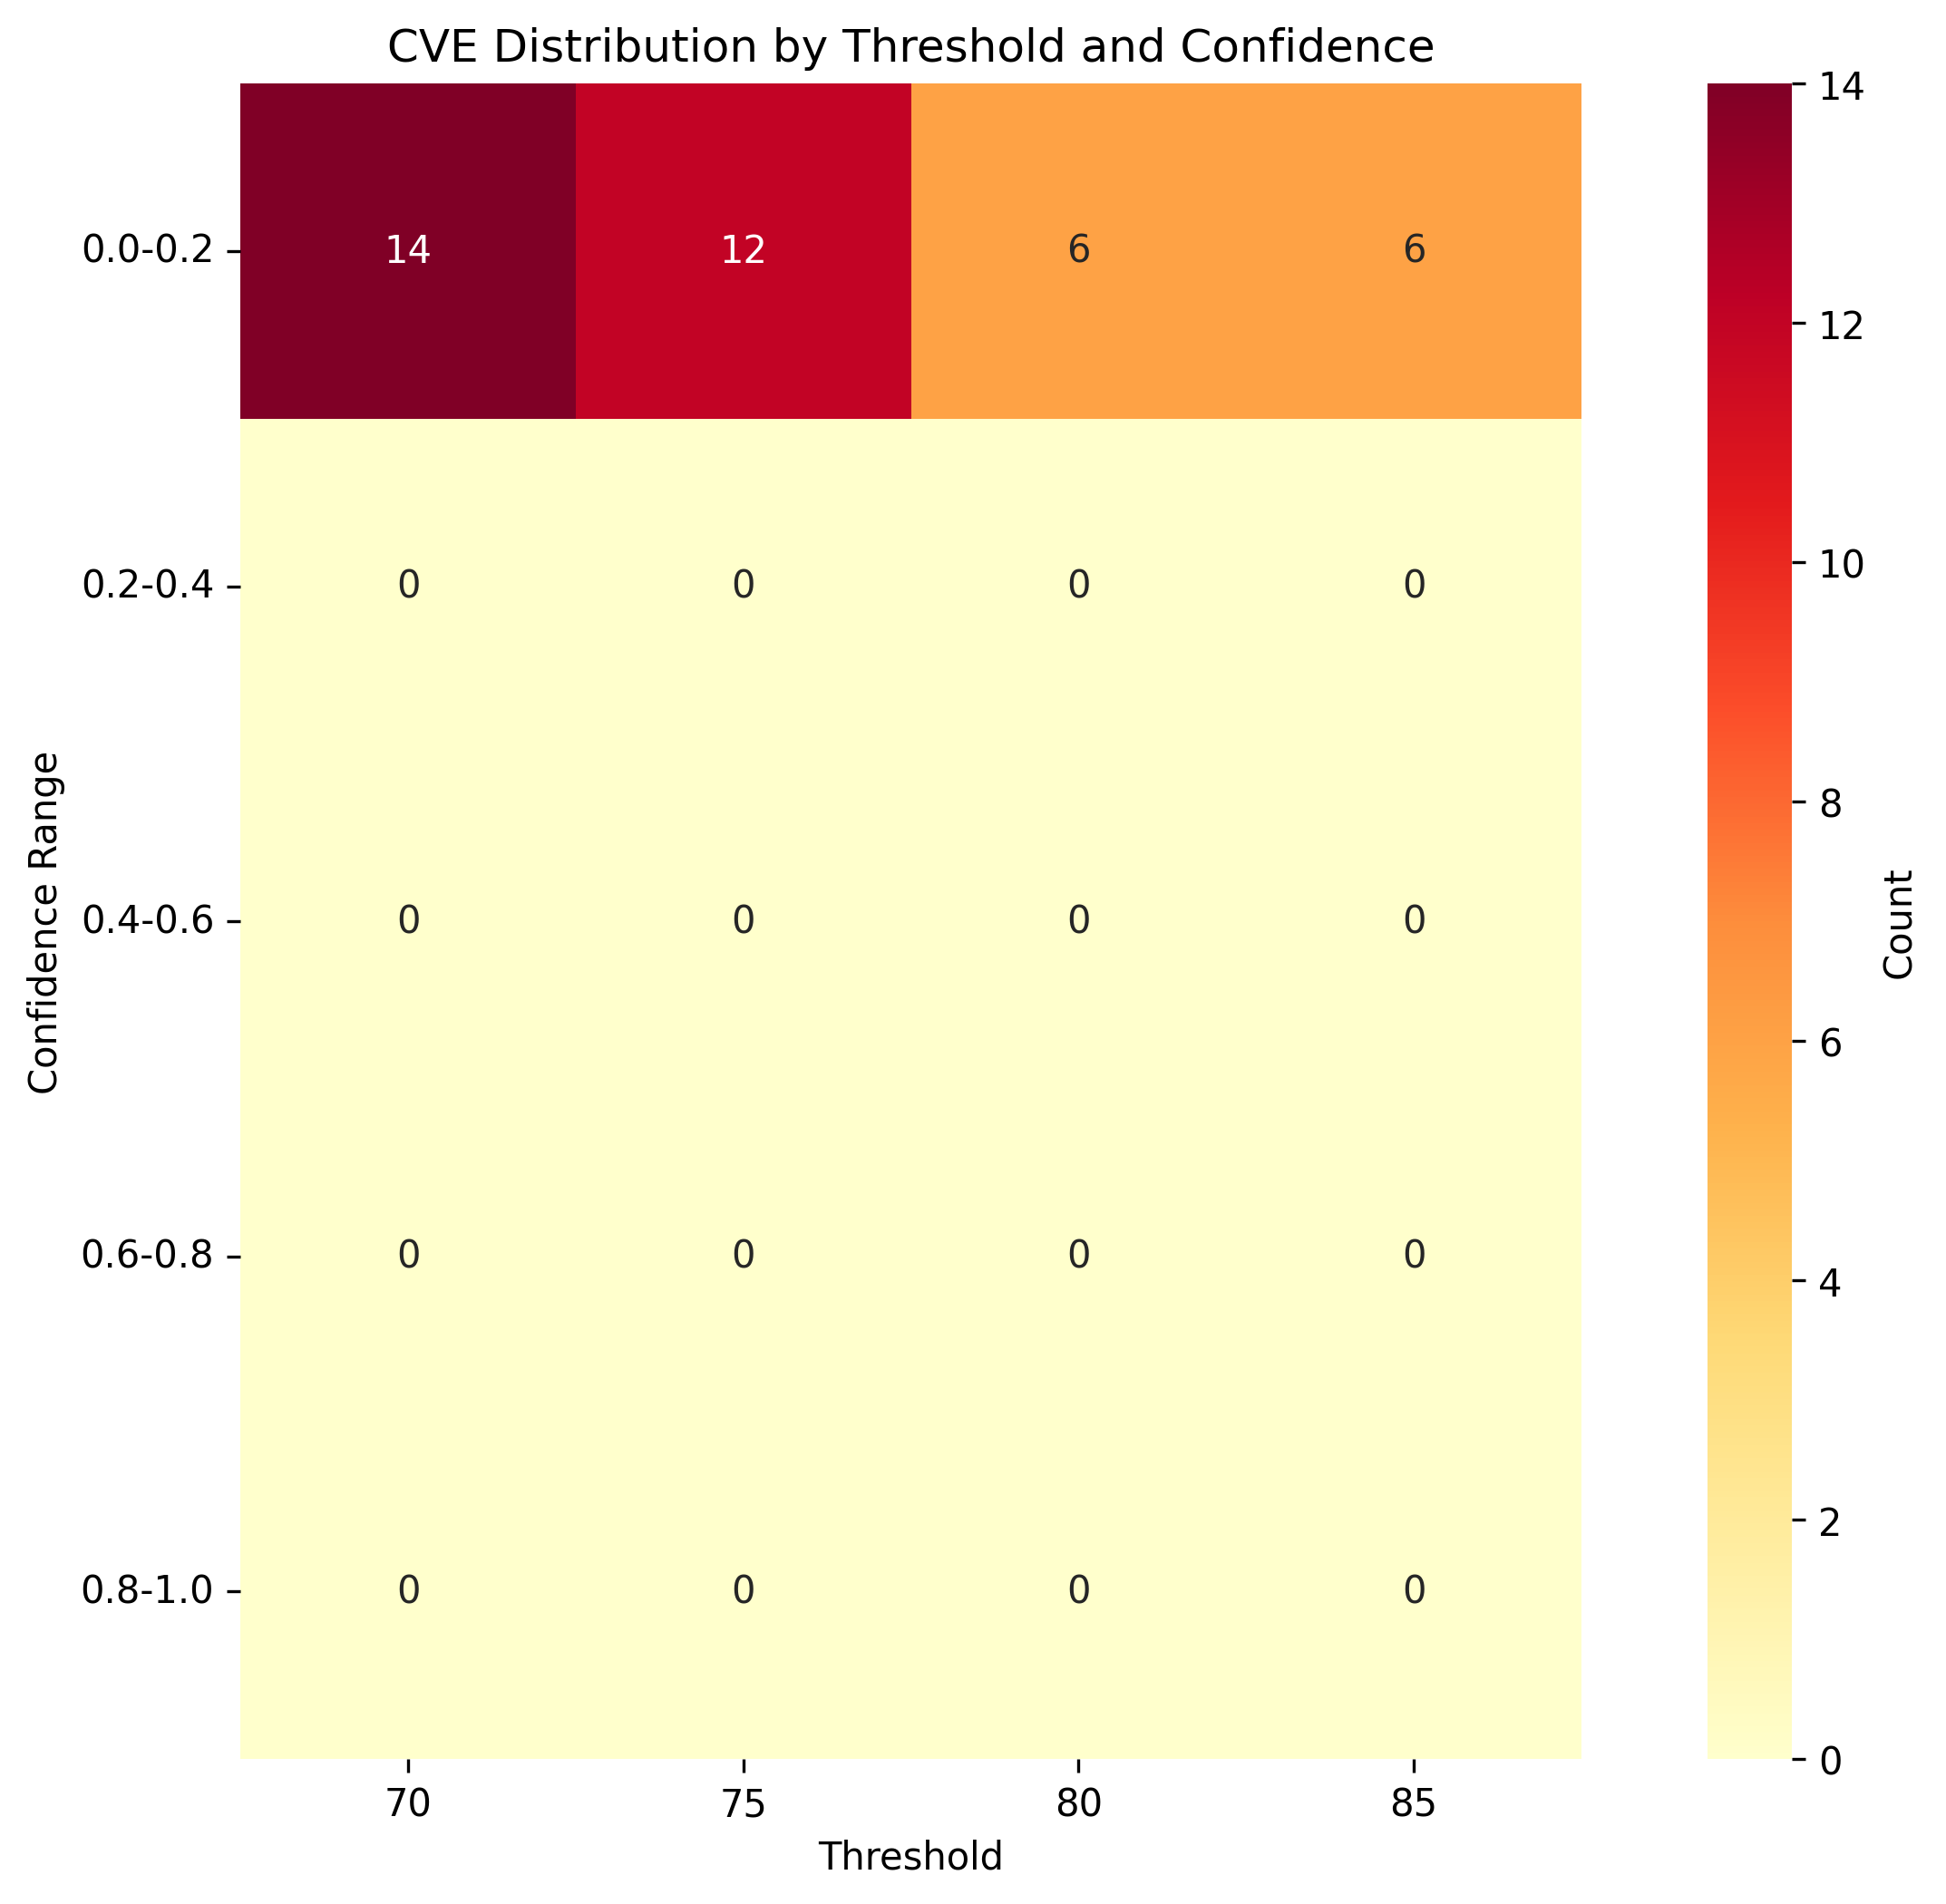 CVE Distribution by Threshold and Confidence
0.0-0.2 14 12 6 6
0.2-0.4 0 0 0 0
0.4-0.6 0 0 0 0
0.6-0.8 0 0 0 0
0.8-1.0 0 0 0 0
70 75 80 85
Threshold
Confidence Range
14
12
10
8
6
4
2
0
Count